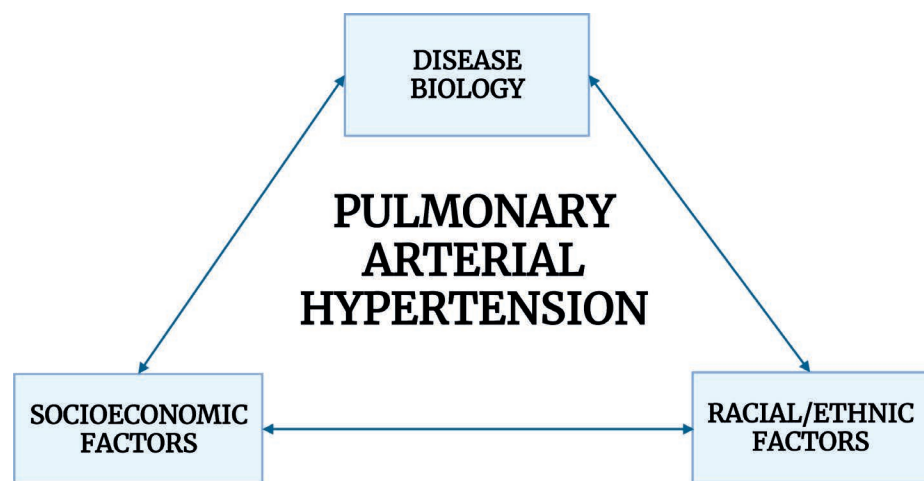 DISEASE
BIOLOGY
PULMONARY
ARTERIAL
HYPERTENSION
SOCIOECONOMIC
FACTORS
RACIAL/ETHNIC
FACTORS